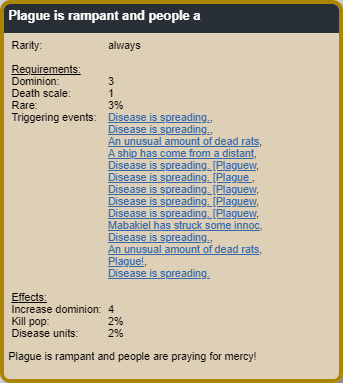 Plague is rampant and people a
Rarity: always
Requirements:
Dominion: 3
Death scale: 1
Rare: 3%
Triggering events: Disease is spreading.,
Disease is spreading.,
An unusual amount of dead rats,
A ship has come from a distant,
Disease is spreading. [Plaguew,
Disease is spreading. [Plague ,
Disease is spreading. [Plaguew,
Disease is spreading. [Plaguew,
Disease is spreading. [Plaguew,
Mabakiel has struck some innoc,
Disease is spreading.,
An unusual amount of dead rats,
Plague!,
Disease is spreading.
Effects:
Increase dominion: 4
Kill pop: 2%
Disease units: 2%
Plague is rampant and people are praying for mercy!